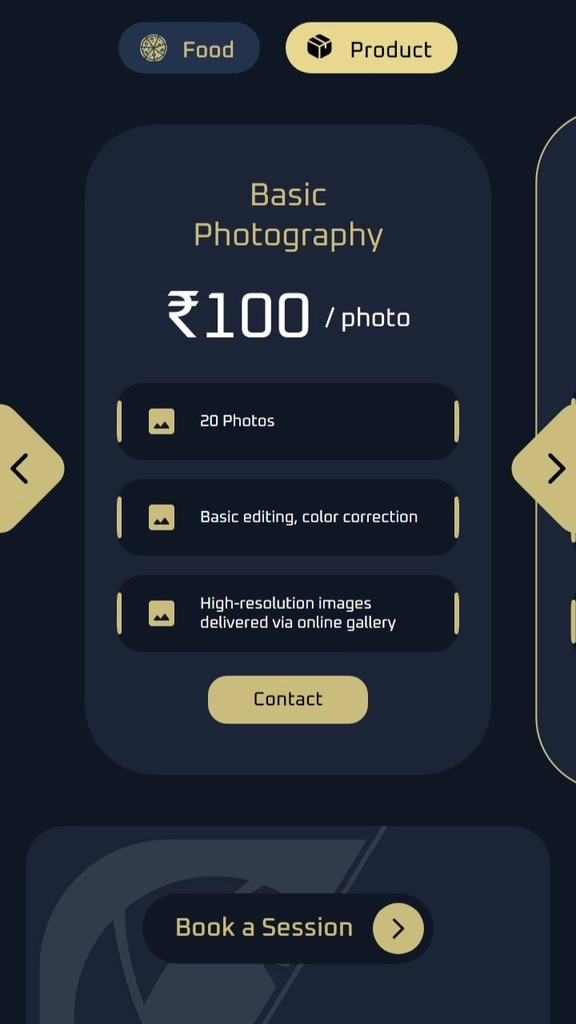 Food
Product
Basic
Photography
₹100 / photo
20 Photos
Basic editing, color correction
High-resolution images
delivered via online gallery
Contact
Book a Session